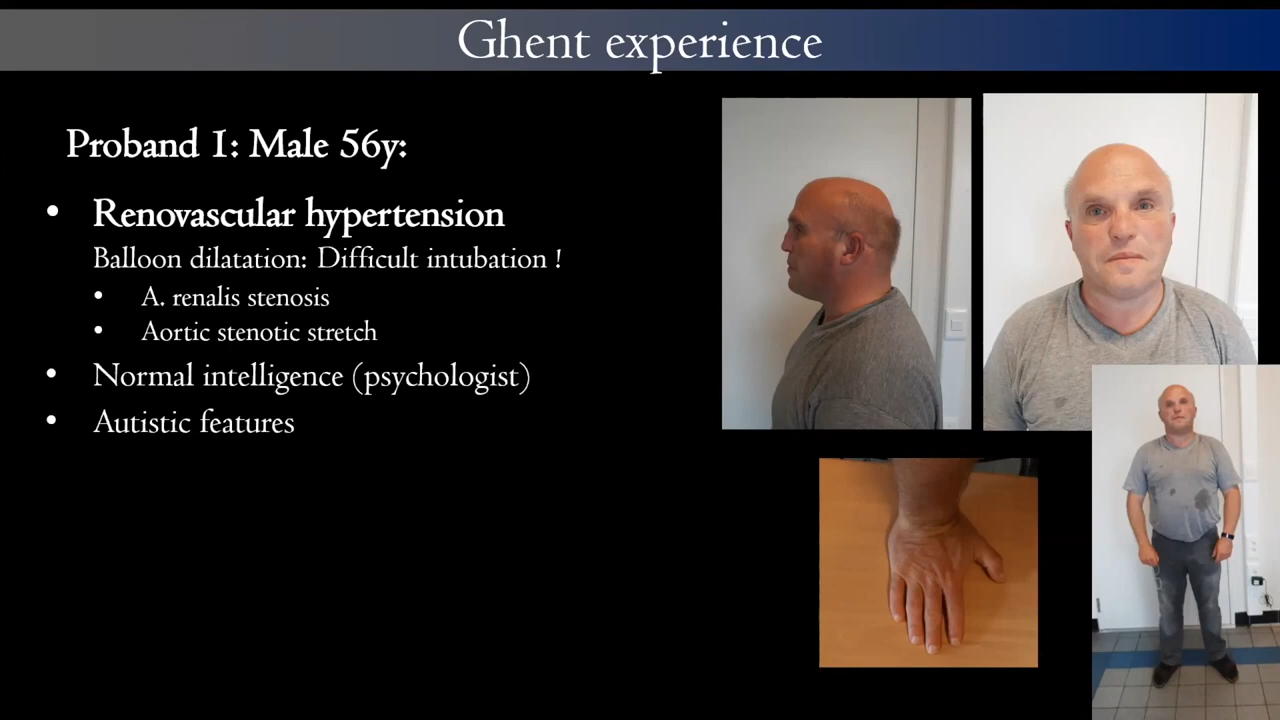 Ghent experience
Proband 1: Male 56y:
• Renovascular hypertension
Balloon dilatation: Difficult intubation !
• A. renalis stenosis
• Aortic stenotic stretch
• Normal intelligence (psychologist)
• Autistic features